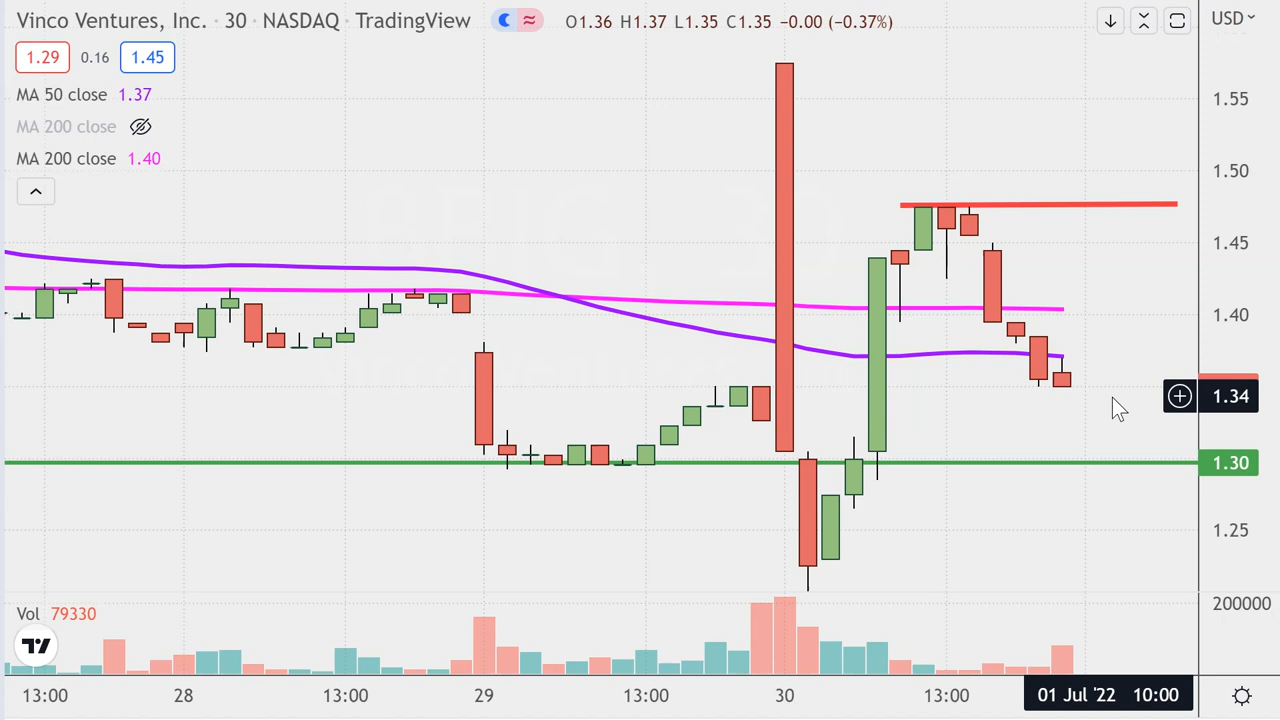 Vinco Ventures, Inc. · 30 · NASDAQ · TradingView O1.36 H1.37 L1.35 C1.35 −0.00 (−0.37%) USD
1.29 0.16 1.45
MA 50 close 1.37
MA 200 close
MA 200 close 1.40
1.55
1.50
1.45
1.40
1.34
1.30
1.25
Vol 79330
200000
13:00 28 13:00 29 13:00 30 13:00 01 Jul '22 10:00